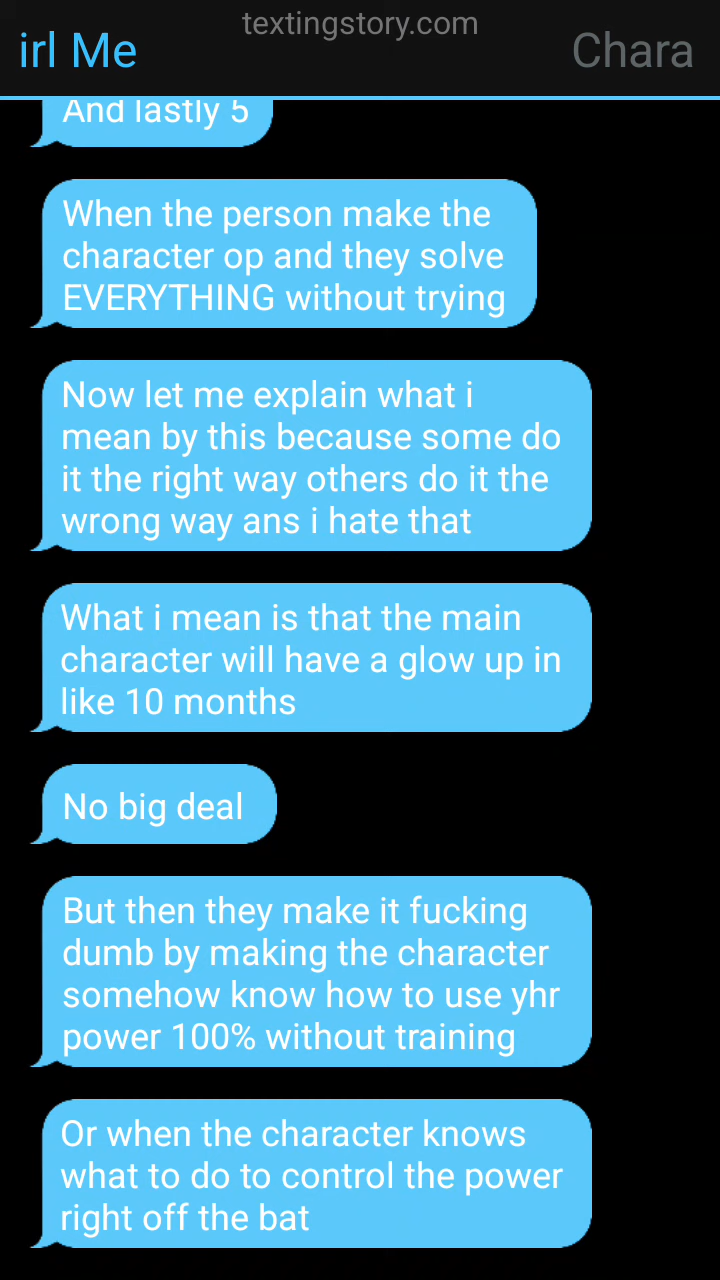 textingstory.com
irl Me
Chara
And lastly 5
When the person make the
character op and they solve
EVERYTHING without trying
Now let me explain what i
mean by this because some do
it the right way others do it the
wrong way ans i hate that
What i mean is that the main
character will have a glow up in
like 10 months
No big deal
But then they make it fucking
dumb by making the character
somehow know how to use yhr
power 100% without training
Or when the character knows
what to do to control the power
right off the bat